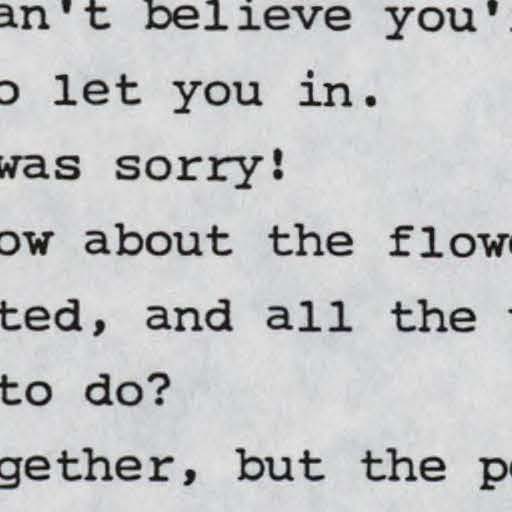 an't believe you'
o let you in.
was sorry!
ow about the flow
ted, and all the
to do?
gether, but the p